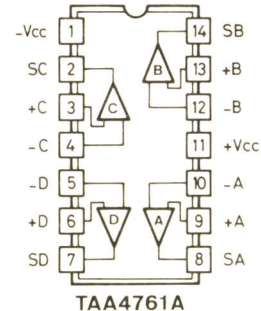 -Vcc 1 14 SB
SC 2 B 13 +B
+C 3 C 12 -B
-C 4 11 +Vcc
-D 5 10 -A
+D 6 D A 9 +A
SD 7 8 SA
TAA4761A